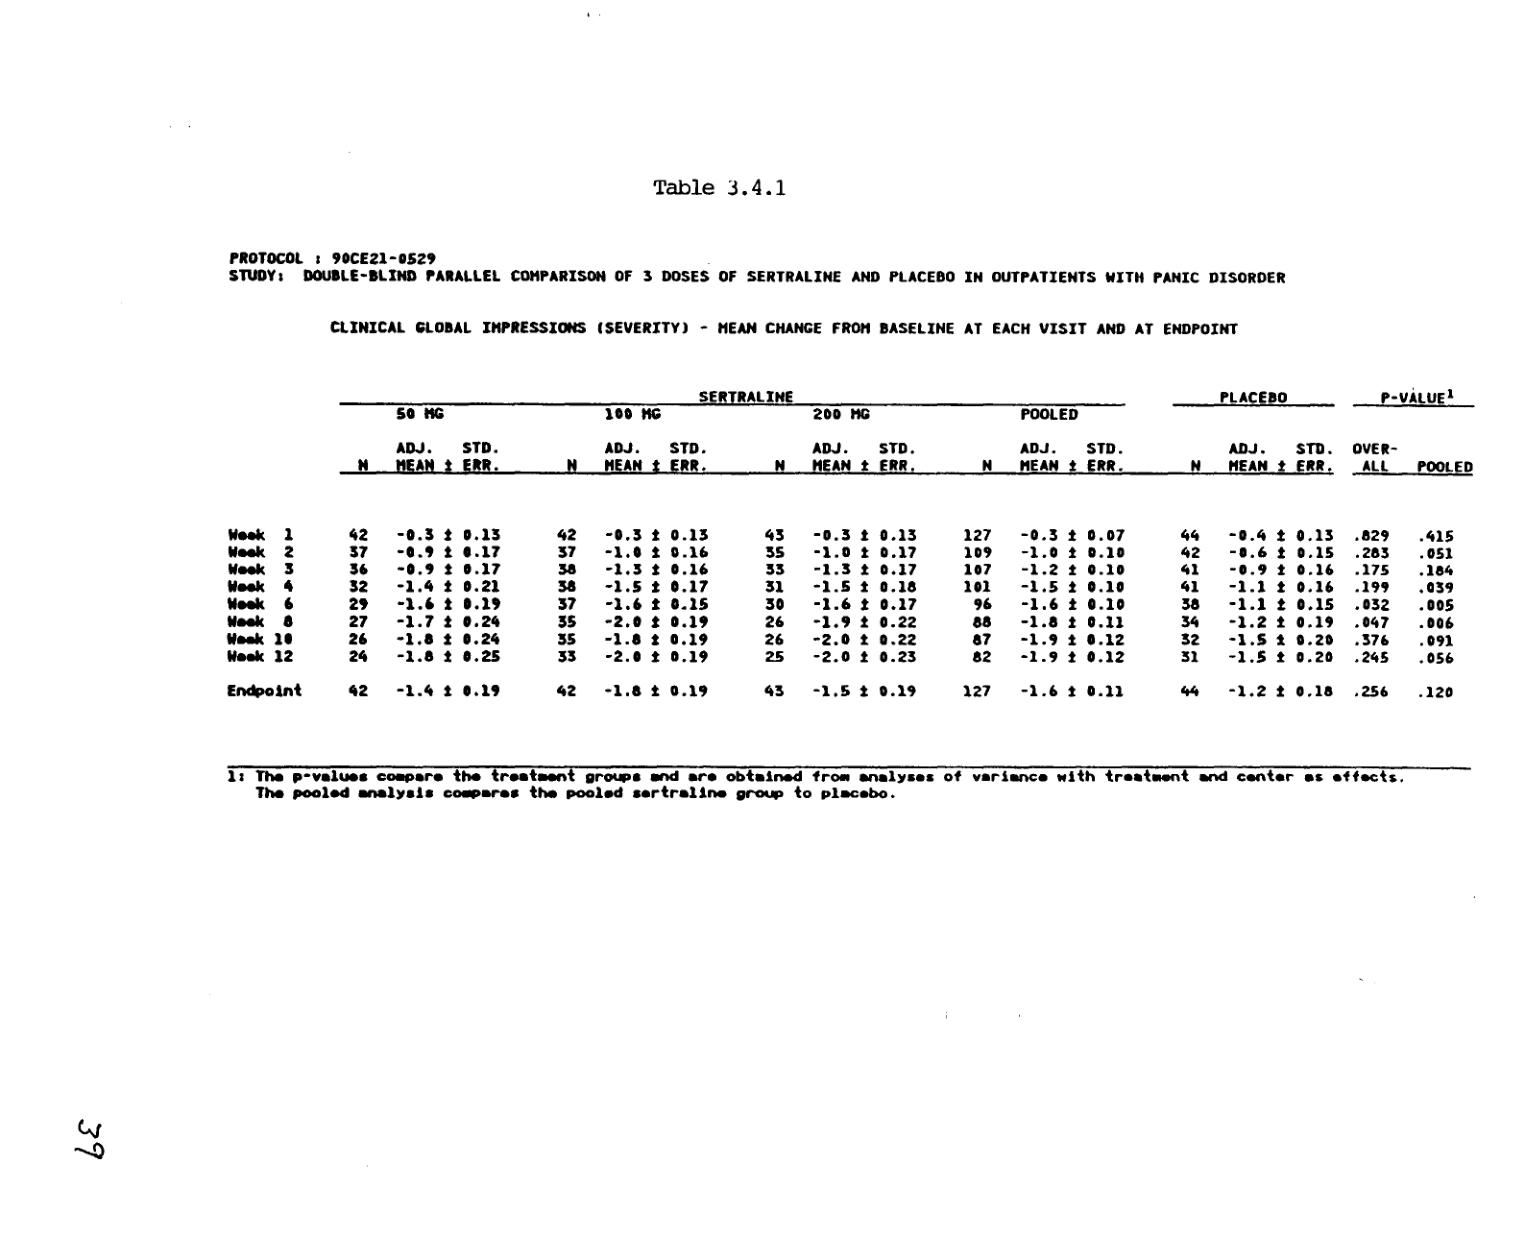 Table 3.4.1
PROTOCOL : 90CE21-0529
STUDY: DOUBLE-BLIND PARALLEL COMPARISON OF 3 DOSES OF SERTRALINE AND PLACEBO IN OUTPATIENTS WITH PANIC DISORDER
CLINICAL GLOBAL IMPRESSIONS (SEVERITY) - MEAN CHANGE FROM BASELINE AT EACH VISIT AND AT ENDPOINT
SERTRALINE PLACEBO P-VALUE1
50 MG 100 MG 200 MG POOLED
ADJ. STD. ADJ. STD. ADJ. STD. ADJ. STD. ADJ. STD. OVER-
N MEAN ± ERR. N MEAN ± ERR. N MEAN ± ERR. N MEAN ± ERR. N MEAN ± ERR. ALL POOLED
Week 1 42 -0.3 ± 0.13 42 -0.3 ± 0.13 43 -0.3 ± 0.13 127 -0.3 ± 0.07 44 -0.4 ± 0.13 .829 .415
Week 2 37 -0.9 ± 0.17 37 -1.0 ± 0.16 35 -1.0 ± 0.17 109 -1.0 ± 0.10 42 -0.6 ± 0.15 .283 .051
Week 3 36 -0.9 ± 0.17 38 -1.3 ± 0.16 33 -1.3 ± 0.17 107 -1.2 ± 0.10 41 -0.9 ± 0.16 .175 .184
Week 4 32 -1.4 ± 0.21 38 -1.5 ± 0.17 31 -1.5 ± 0.18 101 -1.5 ± 0.10 41 -1.1 ± 0.16 .199 .039
Week 6 29 -1.6 ± 0.19 37 -1.6 ± 0.15 30 -1.6 ± 0.17 96 -1.6 ± 0.10 38 -1.1 ± 0.15 .032 .005
Week 8 27 -1.7 ± 0.24 35 -2.0 ± 0.19 26 -1.9 ± 0.22 88 -1.8 ± 0.11 34 -1.2 ± 0.19 .047 .006
Week 10 26 -1.8 ± 0.24 35 -1.8 ± 0.19 26 -2.0 ± 0.22 87 -1.9 ± 0.12 32 -1.5 ± 0.20 .376 .091
Week 12 24 -1.8 ± 0.25 33 -2.0 ± 0.19 25 -2.0 ± 0.23 82 -1.9 ± 0.12 31 -1.5 ± 0.20 .245 .056
Endpoint 42 -1.4 ± 0.19 42 -1.8 ± 0.19 43 -1.5 ± 0.19 127 -1.6 ± 0.11 44 -1.2 ± 0.18 .256 .120
1: The p-values compare the treatment groups and are obtained from analyses of variance with treatment and center as effects.
The pooled analysis compares the pooled sertraline group to placebo.
39